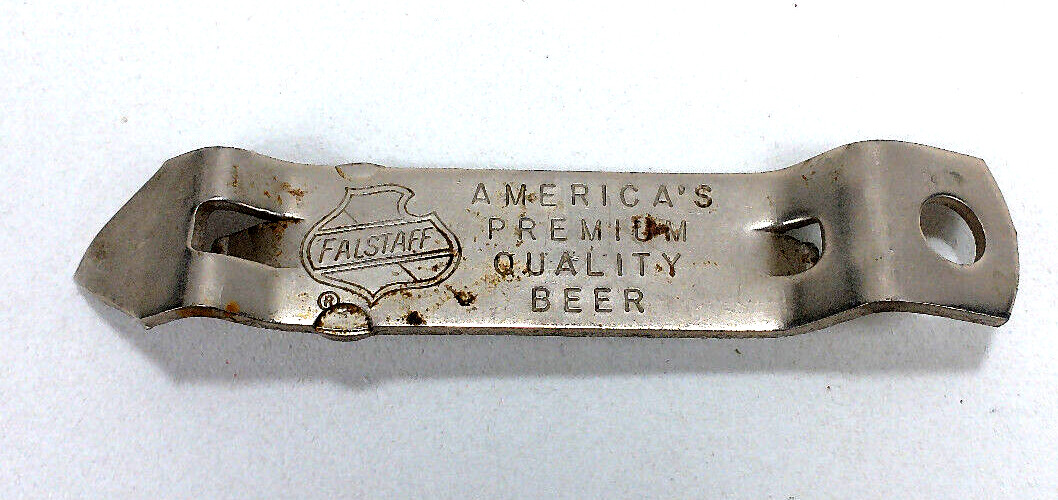 FALSTAFF
®
AMERICA'S
PREMIUM
QUALITY
BEER